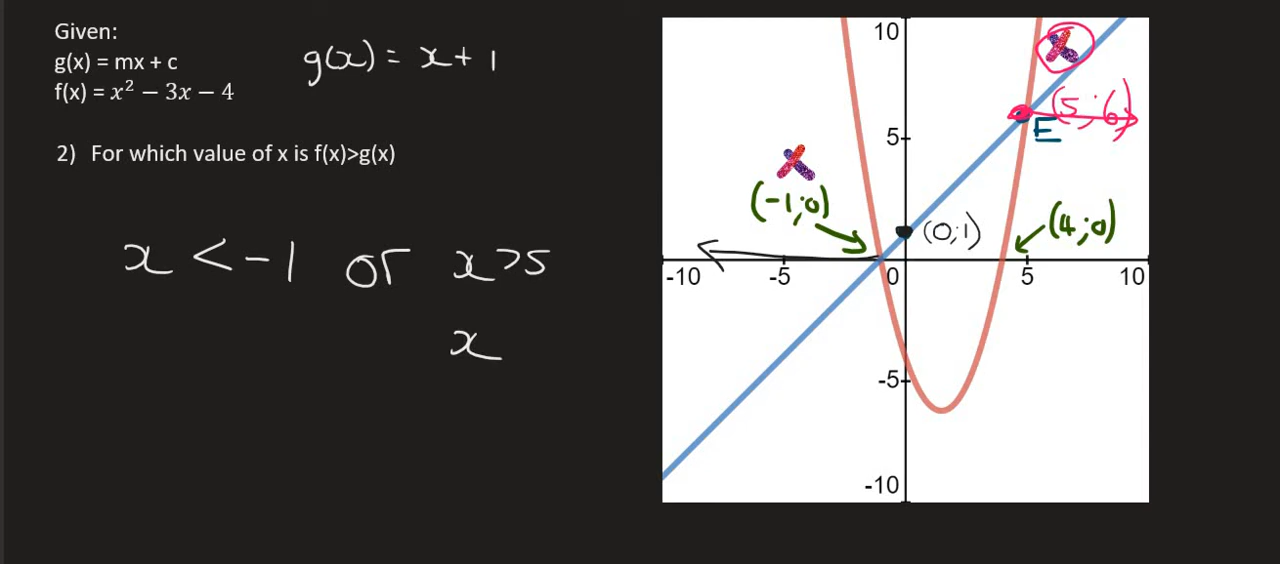 Given:
g(x) = mx + c
f(x) = x² – 3x – 4
g(x) = x + 1
2) For which value of x is f(x)>g(x)
x < -1 or x > 5
x
10
(5;6)
E
5
(-1;0)
(0;1)
(4;0)
-10 -5 0 5 10
-5
-10